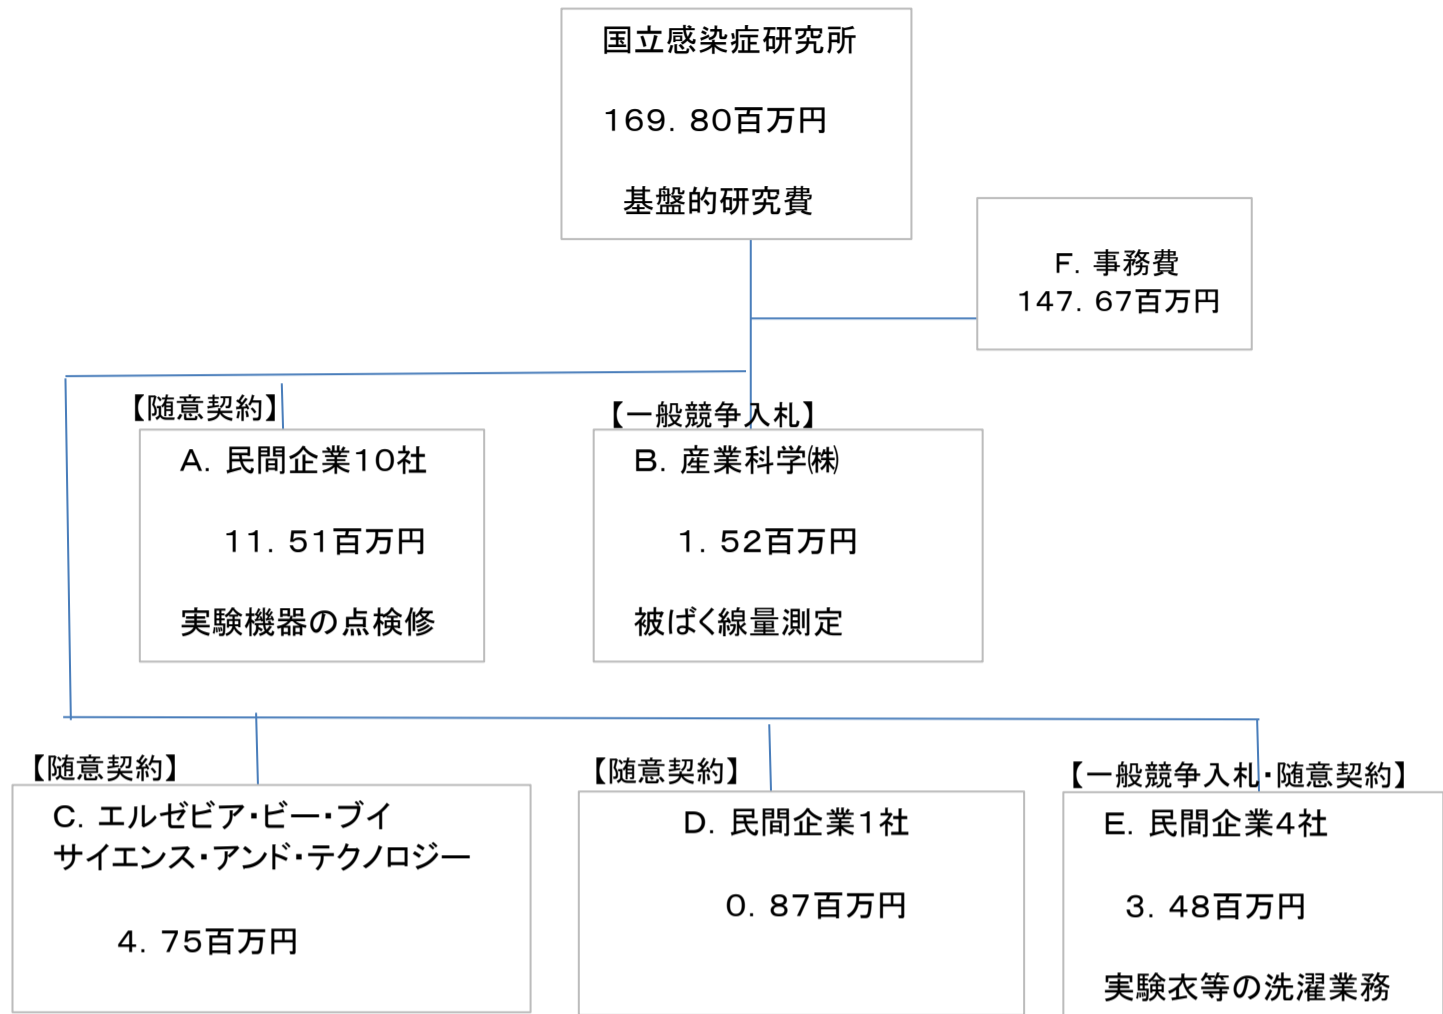 国立感染症研究所
169．80百万円
基盤的研究費
F．事務費
147．67百万円
【随意契約】
A．民間企業10社
11．51百万円
実験機器の点検修
【一般競争入札】
B．産業科学㈱
1．52百万円
被ばく線量測定
【随意契約】
C．エルゼビア・ビー・ブイ
サイエンス・アンド・テクノロジー
4．75百万円
【随意契約】
D．民間企業1社
0．87百万円
【一般競争入札・随意契約】
E．民間企業4社
3．48百万円
実験衣等の洗濯業務